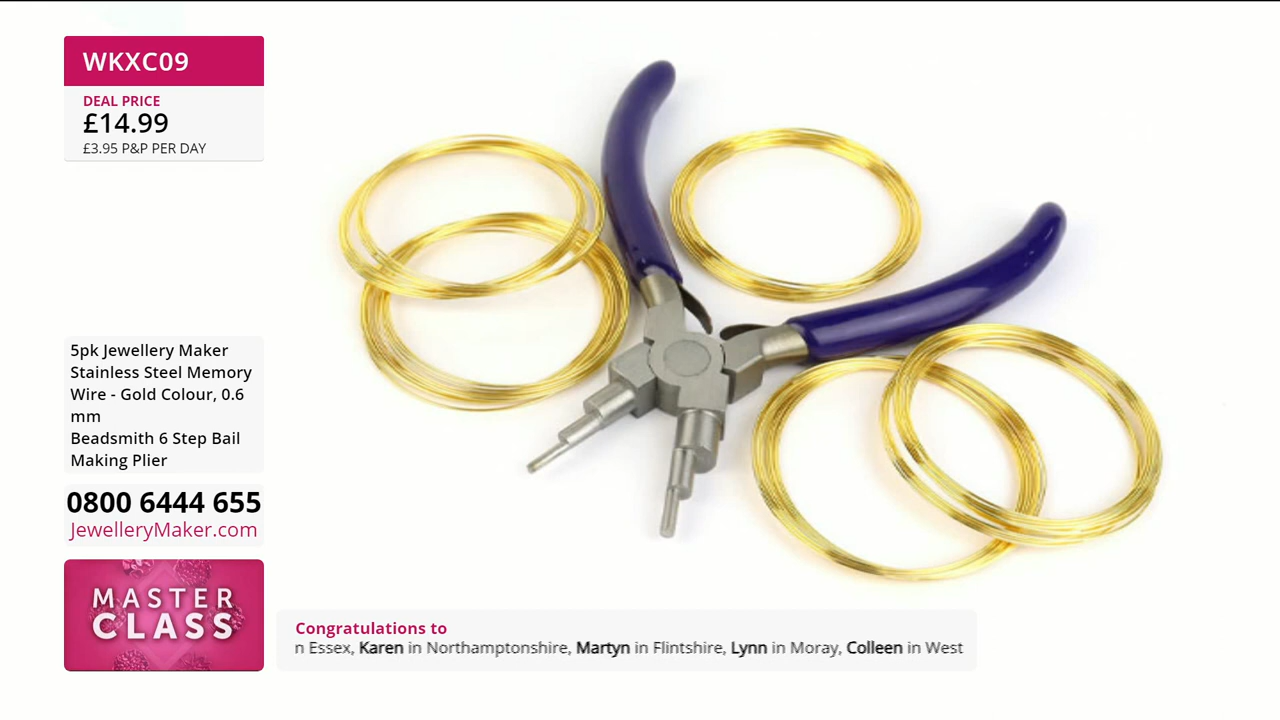 WKXC09
DEAL PRICE
£14.99
£3.95 P&P PER DAY
5pk Jewellery Maker
Stainless Steel Memory
Wire - Gold Colour, 0.6
mm
Beadsmith 6 Step Bail
Making Plier
0800 6444 655
JewelleryMaker.com
MASTER
CLASS
Congratulations to
n Essex, Karen in Northamptonshire, Martyn in Flintshire, Lynn in Moray, Colleen in West